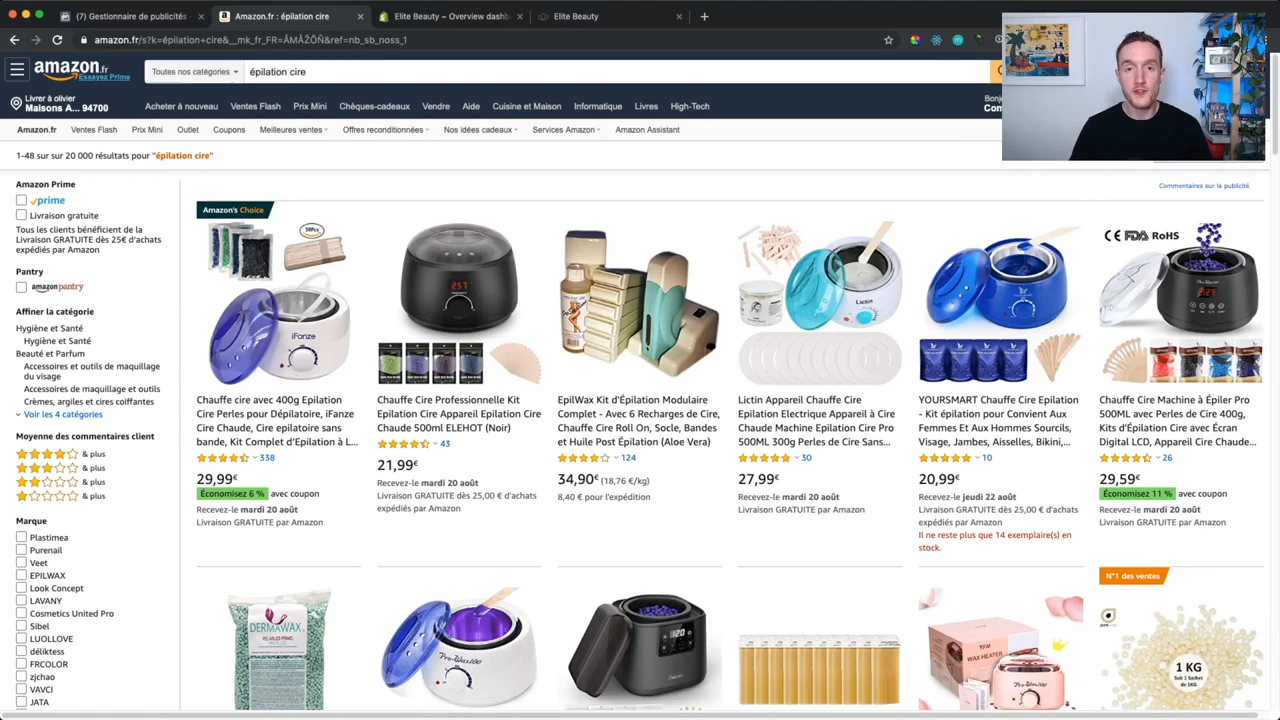 Gestionnaire de publicités -
Amazon.fr : épilation cire
Elite Beauty – Overview dashb
Elite Beauty
amazon.fr/s?k=épilation+cire&__mk_fr_FR=ÅMÅŽÕÑ&ref=nb_sb_noss_1
amazon.fr
Essayez Prime
Toutes nos catégories
épilation cire
Livrer à olivier
Maisons A... 94700
Acheter à nouveau
Ventes Flash
Prix Mini
Chèques-cadeaux
Vendre
Aide
Cuisine et Maison
Informatique
Livres
High-Tech
Amazon.fr
Ventes Flash
Prix Mini
Outlet
Coupons
Meilleures ventes
Offres reconditionnées
Nos idées cadeaux
Services Amazon
Amazon Assistant
1-48 sur sur 20 000 résultats pour "épilation cire"
Commentaires sur la publicité
Amazon Prime
prime
Livraison gratuite
Tous les clients bénéficient de la
Livraison GRATUITE dès 25€ d'achats
expédiés par Amazon
Pantry
amazonpantry
Affiner la catégorie
Hygiène et Santé
Hygiène et Santé
Beauté et Parfum
Accessoires et outils de maquillage
du visage
Accessoires de maquillage et outils
Crèmes, argiles et cires coiffantes
Voir les 4 catégories
Moyenne des commentaires client
& plus
& plus
& plus
& plus
Marque
Plastimea
Purenail
Veet
EPILWAX
Look Concept
LAVANY
Cosmetics United Pro
Sibel
LUOLLOVE
déliktess
FRCOLOR
zjchao
VAVCI
JATA
Amazon's Choice
iFanze
Chauffe cire avec 400g Epilation
Cire Perles pour Dépilatoire, iFanze
Cire Chaude, Cire epilatoire sans
bande, Kit Complet d'Epilation à L...
338
29,99€
Économisez 6 % avec coupon
Recevez-le mardi 20 août
Livraison GRATUITE par Amazon
Chauffe Cire Professionnelle Kit
Epilation Cire Appareil Epilation Cire
Chaude 500ml ELEHOT (Noir)
43
21,99€
Recevez-le mardi 20 août
Livraison GRATUITE dès 25,00 € d'achats
expédiés par Amazon
EpilWax Kit d'Épilation Modulaire
Complet - Avec 6 Recharges de Cire,
Chauffe Cire Roll On, Socle, Bandes
et Huile Post Épilation (Aloe Vera)
124
34,90€ (18,76 €/kg)
8,40 € pour l'expédition
Lictin
Lictin Appareil Chauffe Cire
Epilation Electrique Appareil à Cire
Chaude Machine Epilation Cire Pro
500ML 300g Perles de Cire Sans...
30
27,99€
Recevez-le mardi 20 août
Livraison GRATUITE par Amazon
YOURSMART Chauffe Cire Epilation
- Kit épilation pour Convient Aux
Femmes Et Aux Hommes Sourcils,
Visage, Jambes, Aisselles, Bikini,...
10
20,99€
Recevez-le jeudi 22 août
Livraison GRATUITE dès 25,00 € d'achats
expédiés par Amazon
Il ne reste plus que 14 exemplaire(s) en
stock.
CE FDA RoHS
Chauffe Cire Machine à Épiler Pro
500ML avec Perles de Cire 400g,
Kits d'Épilation Cire avec Écran
Digital LCD, Appareil Cire Chaude...
26
29,59€
Économisez 11 % avec coupon
Recevez-le mardi 20 août
Livraison GRATUITE par Amazon
DERMAWAX
120
WAX HEATER
N°1 des ventes
1 KG
Soit 1 Sachet
de 1KG